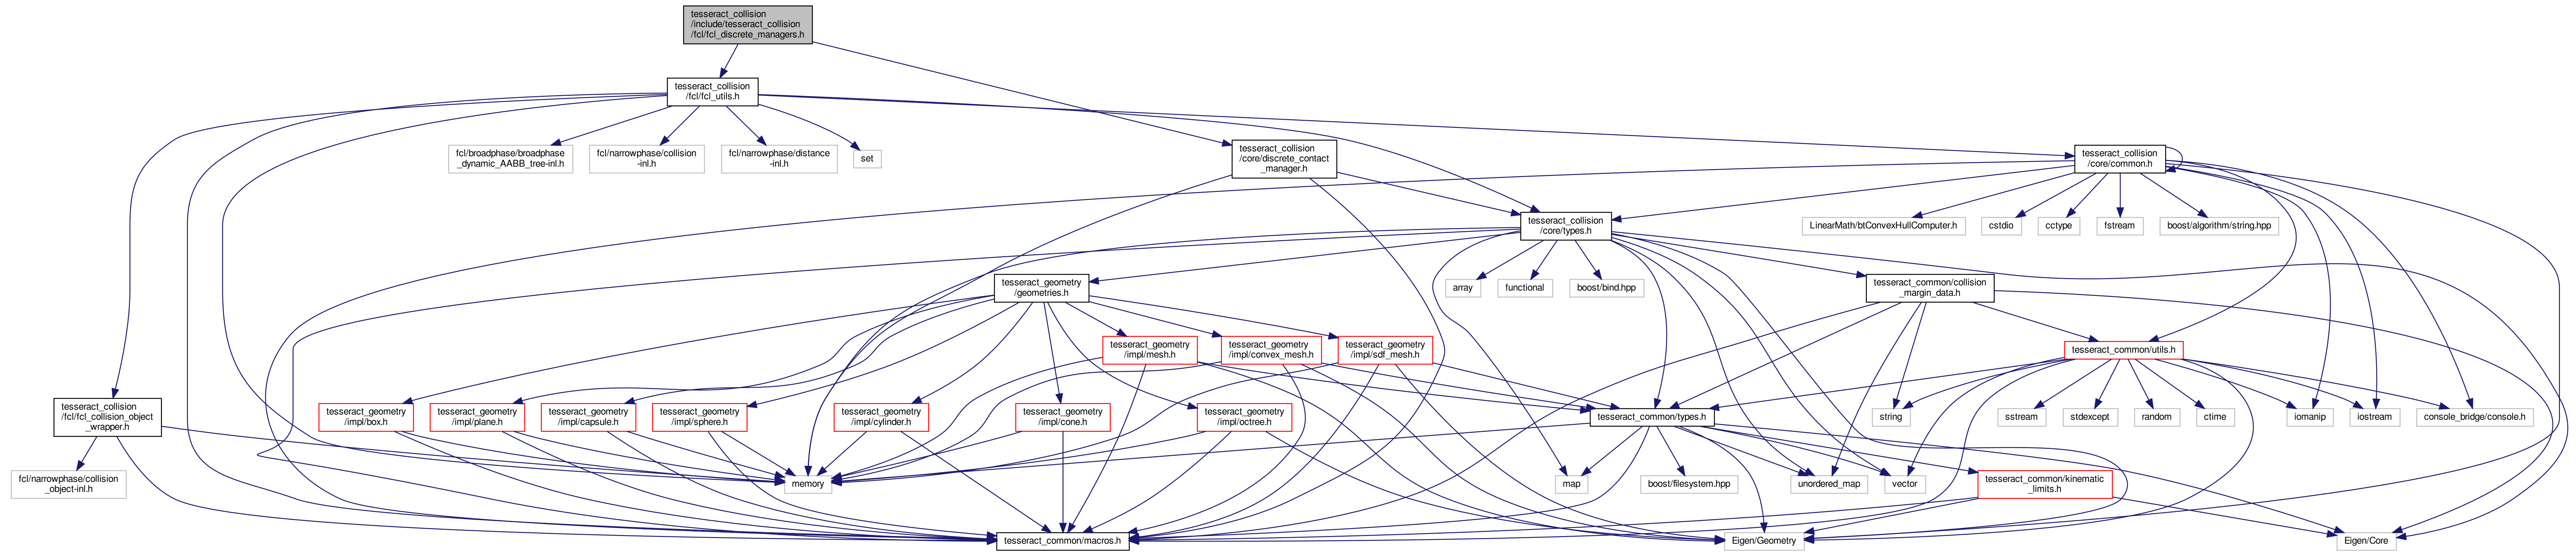 tesseract_collision
/include/tesseract_collision
/fcl/fcl_discrete_managers.h
tesseract_collision
/fcl/fcl_utils.h
fcl/broadphase/broadphase
_dynamic_AABB_tree-inl.h
fcl/narrowphase/collision
-inl.h
fcl/narrowphase/distance
-inl.h
set
tesseract_collision
/core/discrete_contact
_manager.h
tesseract_collision
/core/common.h
tesseract_collision
/core/types.h
LinearMath/btConvexHullComputer.h
cstdio
cctype
fstream
boost/algorithm/string.hpp
tesseract_geometry
/geometries.h
array
functional
boost/bind.hpp
tesseract_common/collision
_margin_data.h
tesseract_geometry
/impl/mesh.h
tesseract_geometry
/impl/convex_mesh.h
tesseract_geometry
/impl/sdf_mesh.h
tesseract_common/utils.h
tesseract_collision
/fcl/fcl_collision_object
_wrapper.h
tesseract_geometry
/impl/box.h
tesseract_geometry
/impl/plane.h
tesseract_geometry
/impl/capsule.h
tesseract_geometry
/impl/sphere.h
tesseract_geometry
/impl/cylinder.h
tesseract_geometry
/impl/cone.h
tesseract_geometry
/impl/octree.h
tesseract_common/types.h
string
sstream
stdexcept
random
ctime
iomanip
iostream
console_bridge/console.h
fcl/narrowphase/collision
_object-inl.h
memory
map
boost/filesystem.hpp
unordered_map
vector
tesseract_common/kinematic
_limits.h
tesseract_common/macros.h
Eigen/Geometry
Eigen/Core